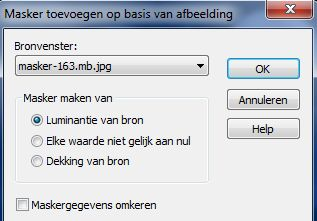 Masker toevoegen op basis van afbeelding
Bronvenster:
masker-163.mb.jpg
OK
Masker maken van
Annuleren
Luminantie van bron
Help
Elke waarde niet gelijk aan nul
Dekking van bron
Maskergegevens omkeren